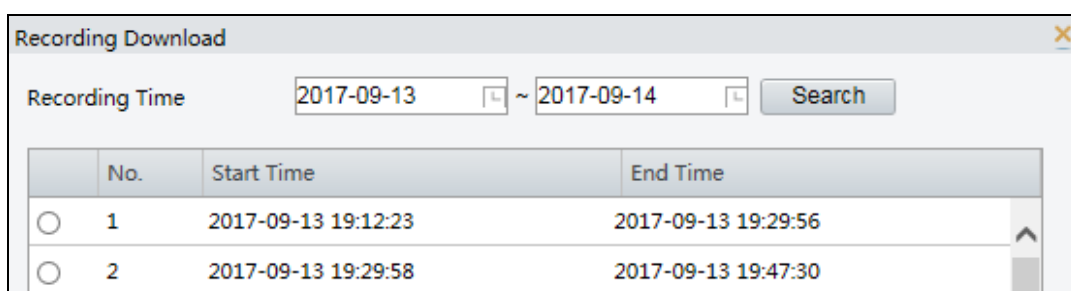 Recording Download
Recording Time 2017-09-13 ~ 2017-09-14 Search
No. Start Time End Time
1 2017-09-13 19:12:23 2017-09-13 19:29:56
2 2017-09-13 19:29:58 2017-09-13 19:47:30